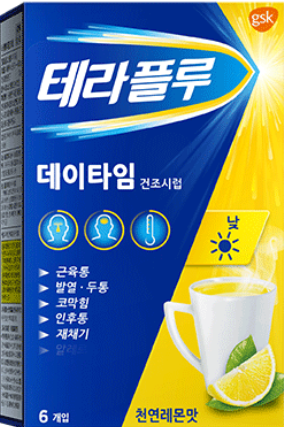 gsk
테라플루
데이타임 건조시럽
낮
근육통
발열·두통
코막힘
인후통
재채기
6 개입
천연레몬맛